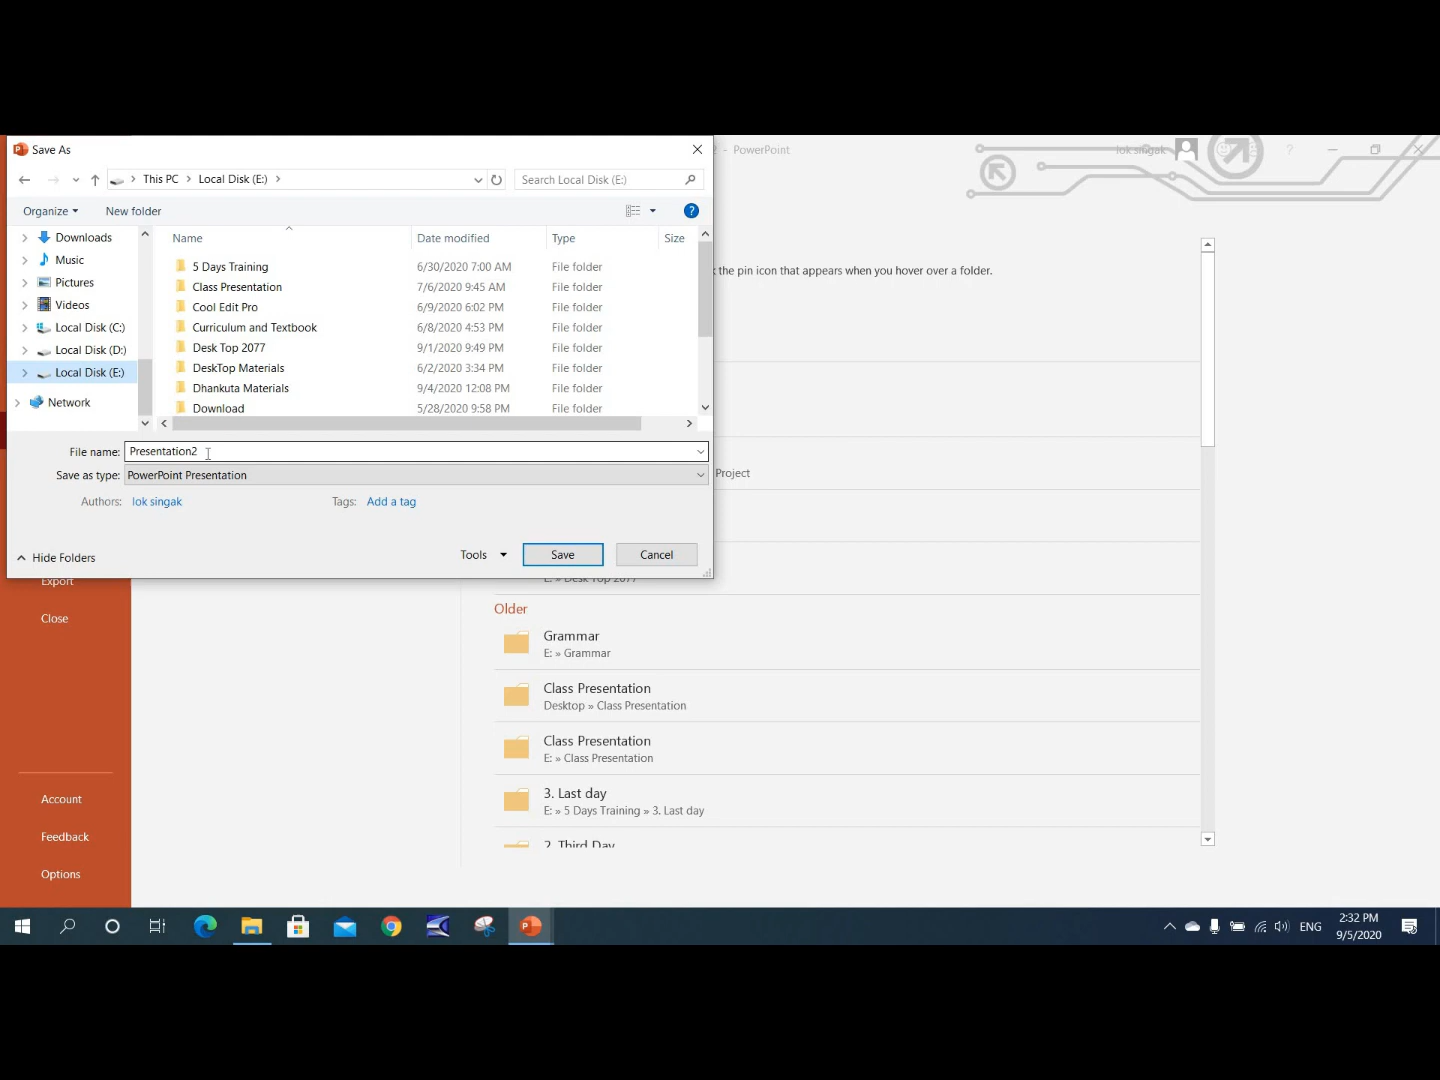 Save As
2 - PowerPoint
lok singak
?
This PC
Local Disk (E:)
Search Local Disk (E:)
Organize
New folder
?
Downloads
Music
Pictures
Videos
Local Disk (C:)
Local Disk (D:)
Local Disk (E:)
Network
Name Date modified Type Size
5 Days Training 6/30/2020 7:00 AM File folder
Class Presentation 7/6/2020 9:45 AM File folder
Cool Edit Pro 6/9/2020 6:02 PM File folder
Curriculum and Textbook 6/8/2020 4:53 PM File folder
Desk Top 2077 9/1/2020 9:49 PM File folder
DeskTop Materials 6/2/2020 3:34 PM File folder
Dhankuta Materials 9/4/2020 12:08 PM File folder
Download 5/28/2020 9:58 PM File folder
File name: Presentation2
Save as type: PowerPoint Presentation
Authors: lok singak Tags: Add a tag
Hide Folders
Tools
Save
Cancel
the pin icon that appears when you hover over a folder.
Project
E: » Desk Top 2077
Export
Close
Account
Feedback
Options
Older
Grammar
E: » Grammar
Class Presentation
Desktop » Class Presentation
Class Presentation
E: » Class Presentation
3. Last day
E: » 5 Days Training » 3. Last day
2. Third Day
ENG
2:32 PM
9/5/2020